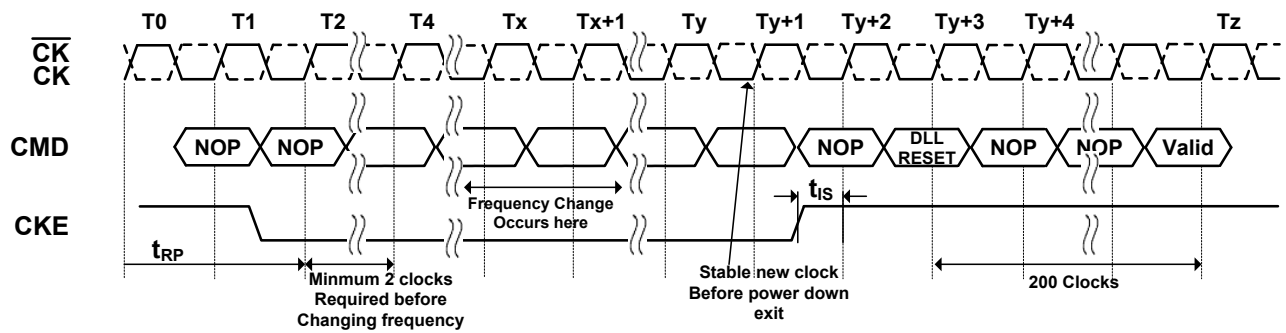 T0 T1 T2 T4 Tx Tx+1 Ty Ty+1 Ty+2 Ty+3 Ty+4 Tz
CK
CK
CMD
NOP NOP NOP DLL RESET NOP NOP Valid
Frequency Change
Occurs here
tIS
CKE
tRP
Minmum 2 clocks
Required before
Changing frequency
Stable new clock
Before power down
exit
200 Clocks